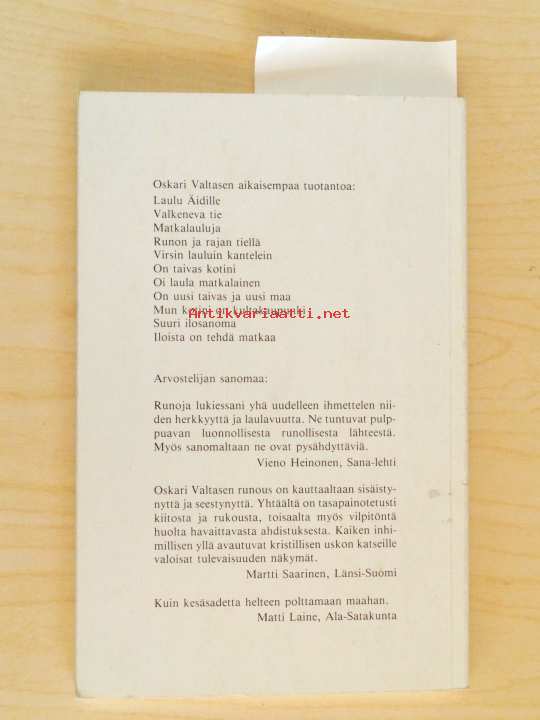 Oskari Valtasen aikaisempaa tuotantoa:
Laulu Äidille
Valkeneva tie
Matkalauluja
Runon ja rajan tiellä
Virsin lauluin kantelein
On taivas kotini
Oi laula matkalainen
On uusi taivas ja uusi maa
Mun kotini on kultakaupunki
Antikvariaatti.net
Suuri ilosanoma
Iloista on tehdä matkaa
Arvostelijan sanomaa:
Runoja lukiessani yhä uudelleen ihmettelen nii-
den herkkyyttä ja laulavuutta. Ne tuntuvat pulp-
puavan luonnollisesta runollisesta lähteestä.
Myös sanomaltaan ne ovat pysähdyttäviä.
Vieno Heinonen, Sana-lehti
Oskari Valtasen runous on kauttaaltaan sisäisty-
nyttä ja seestynyttä. Yhtäältä on tasapainotetusti
kiitosta ja rukousta, toisaalta myös vilpitöntä
huolta havaittavasta ahdistuksesta. Kaiken inhi-
millisen yllä avautuvat kristillisen uskon katseille
valoisat tulevaisuuden näkymät.
Martti Saarinen, Länsi-Suomi
Kuin kesäsadetta helteen polttamaan maahan.
Matti Laine, Ala-Satakunta